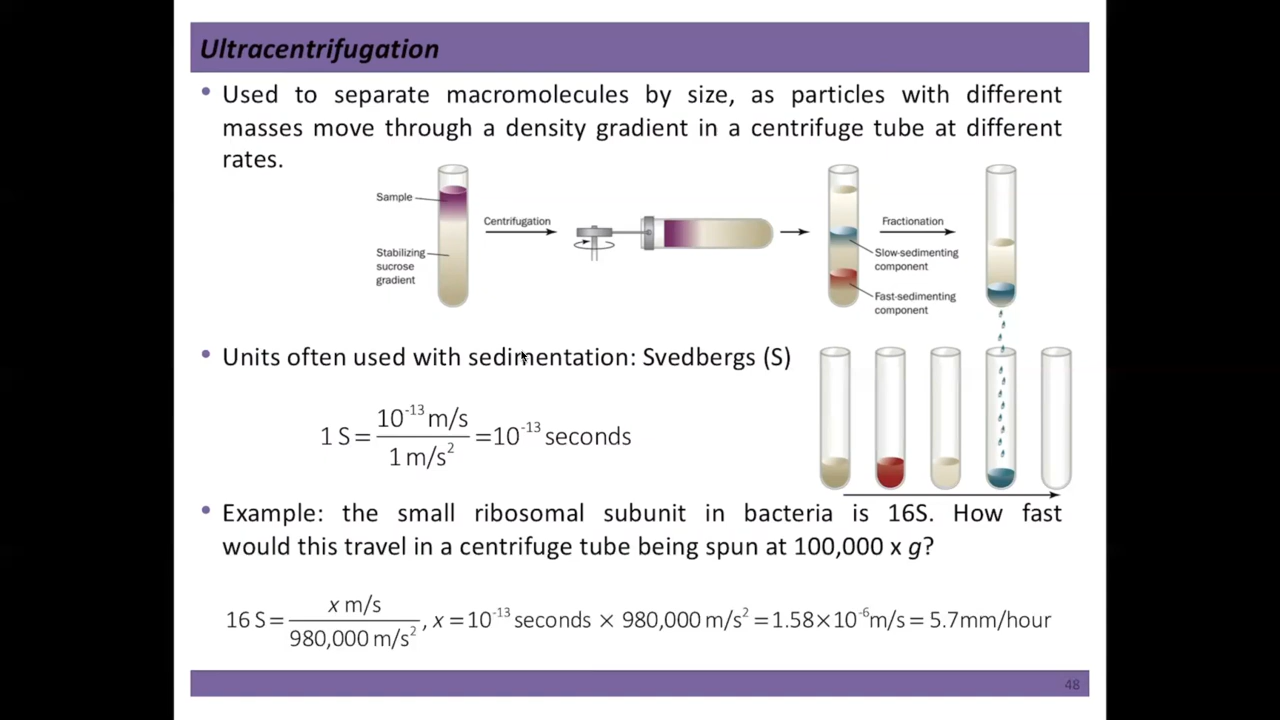 Ultracentrifugation
• Used to separate macromolecules by size, as particles with different
masses move through a density gradient in a centrifuge tube at different
rates.
Sample
Stabilizing
sucrose
gradient
Centrifugation
Fractionation
Slow-sedimenting
component
Fast-sedimenting
component
• Units often used with sedimentation: Svedbergs (S)
1 S = 10⁻¹³ m/s / 1 m/s² = 10⁻¹³ seconds
• Example: the small ribosomal subunit in bacteria is 16S. How fast
would this travel in a centrifuge tube being spun at 100,000 x g?
16 S = x m/s / 980,000 m/s², x = 10⁻¹³ seconds × 980,000 m/s² = 1.58×10⁻⁶ m/s = 5.7mm/hour
48